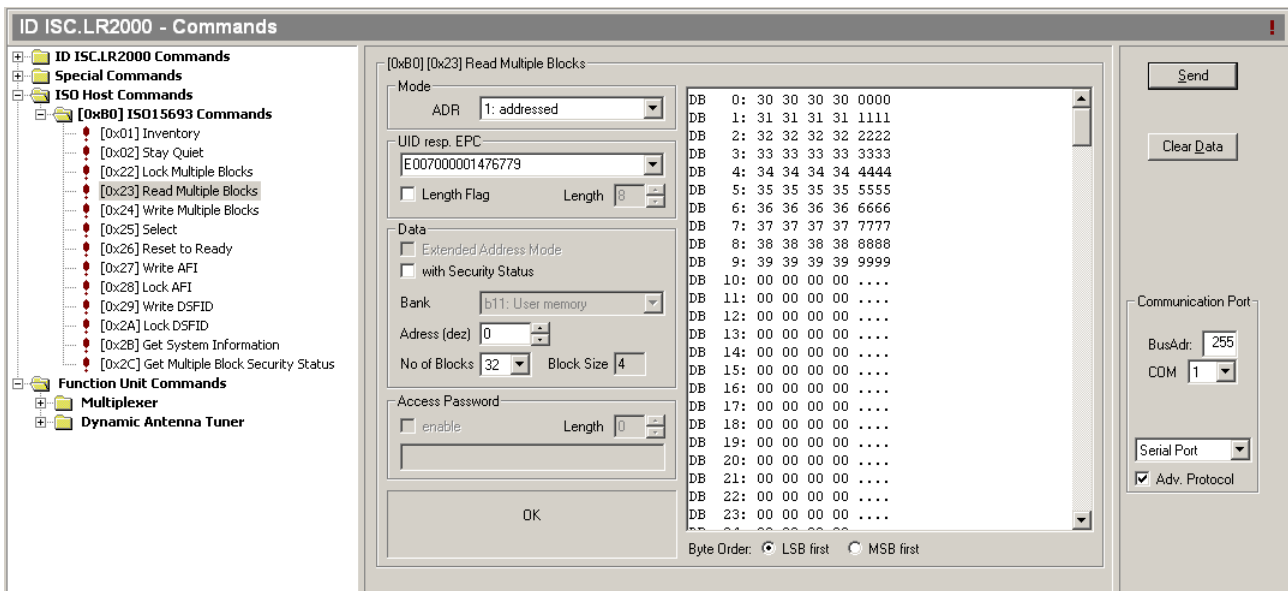 ID ISC.LR2000 - Commands
!
ID ISC.LR2000 Commands
Special Commands
ISO Host Commands
[0xB0] ISO15693 Commands
[0x01] Inventory
[0x02] Stay Quiet
[0x22] Lock Multiple Blocks
[0x23] Read Multiple Blocks
[0x24] Write Multiple Blocks
[0x25] Select
[0x26] Reset to Ready
[0x27] Write AFI
[0x28] Lock AFI
[0x29] Write DSFID
[0x2A] Lock DSFID
[0x2B] Get System Information
[0x2C] Get Multiple Block Security Status
Function Unit Commands
Multiplexer
Dynamic Antenna Tuner
[0xB0] [0x23] Read Multiple Blocks
Mode
ADR 1: addressed
UID resp. EPC
E007000001476779
Length Flag Length 8
Data
Extended Address Mode
with Security Status
Bank b11: User memory
Adress (dez) 0
No of Blocks 32 Block Size 4
Access Password
enable Length 0
OK
DB 0: 30 30 30 30 0000
DB 1: 31 31 31 31 1111
DB 2: 32 32 32 32 2222
DB 3: 33 33 33 33 3333
DB 4: 34 34 34 34 4444
DB 5: 35 35 35 35 5555
DB 6: 36 36 36 36 6666
DB 7: 37 37 37 37 7777
DB 8: 38 38 38 38 8888
DB 9: 39 39 39 39 9999
DB 10: 00 00 00 00 ....
DB 11: 00 00 00 00 ....
DB 12: 00 00 00 00 ....
DB 13: 00 00 00 00 ....
DB 14: 00 00 00 00 ....
DB 15: 00 00 00 00 ....
DB 16: 00 00 00 00 ....
DB 17: 00 00 00 00 ....
DB 18: 00 00 00 00 ....
DB 19: 00 00 00 00 ....
DB 20: 00 00 00 00 ....
DB 21: 00 00 00 00 ....
DB 22: 00 00 00 00 ....
DB 23: 00 00 00 00 ....
Byte Order: LSB first MSB first
Send
Clear Data
Communication Port
BusAdr: 255
COM 1
Serial Port
Adv. Protocol